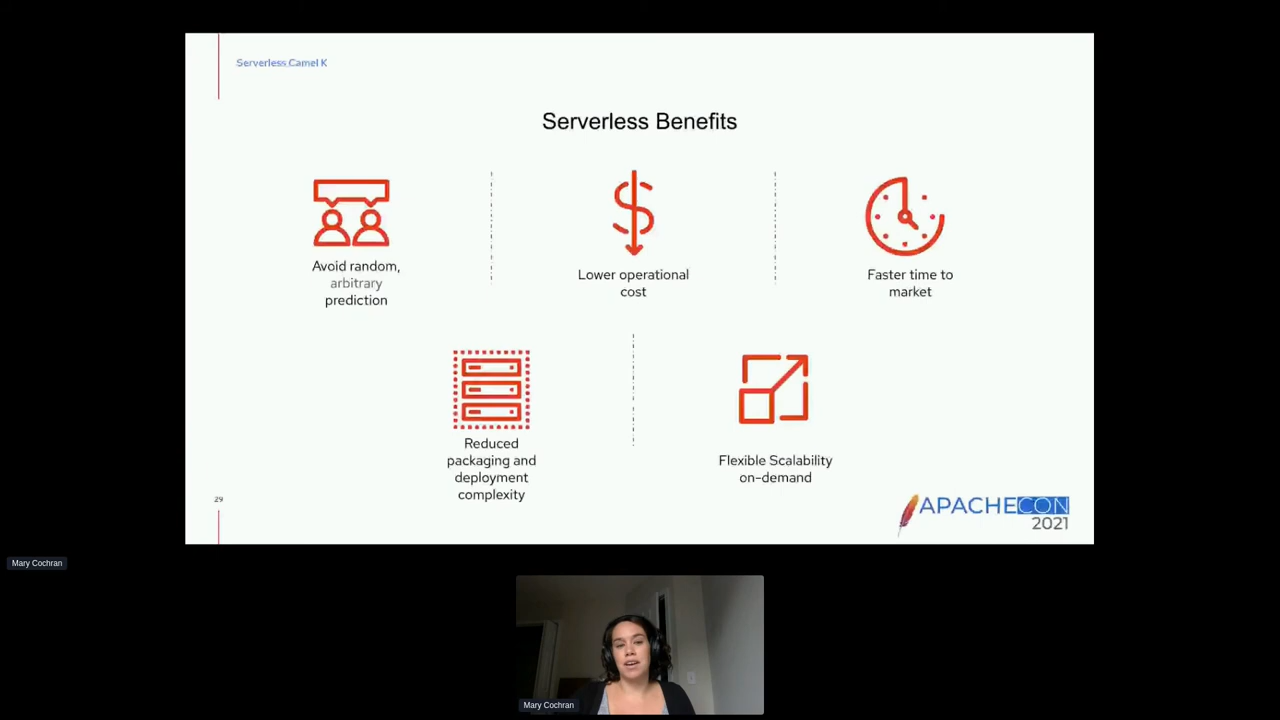 Serverless Camel K
Serverless Benefits
Avoid random,
arbitrary
prediction
Lower operational
cost
Faster time to
market
Reduced
packaging and
deployment
complexity
Flexible Scalability
on-demand
29
APACHECON
2021
Mary Cochran
Mary Cochran